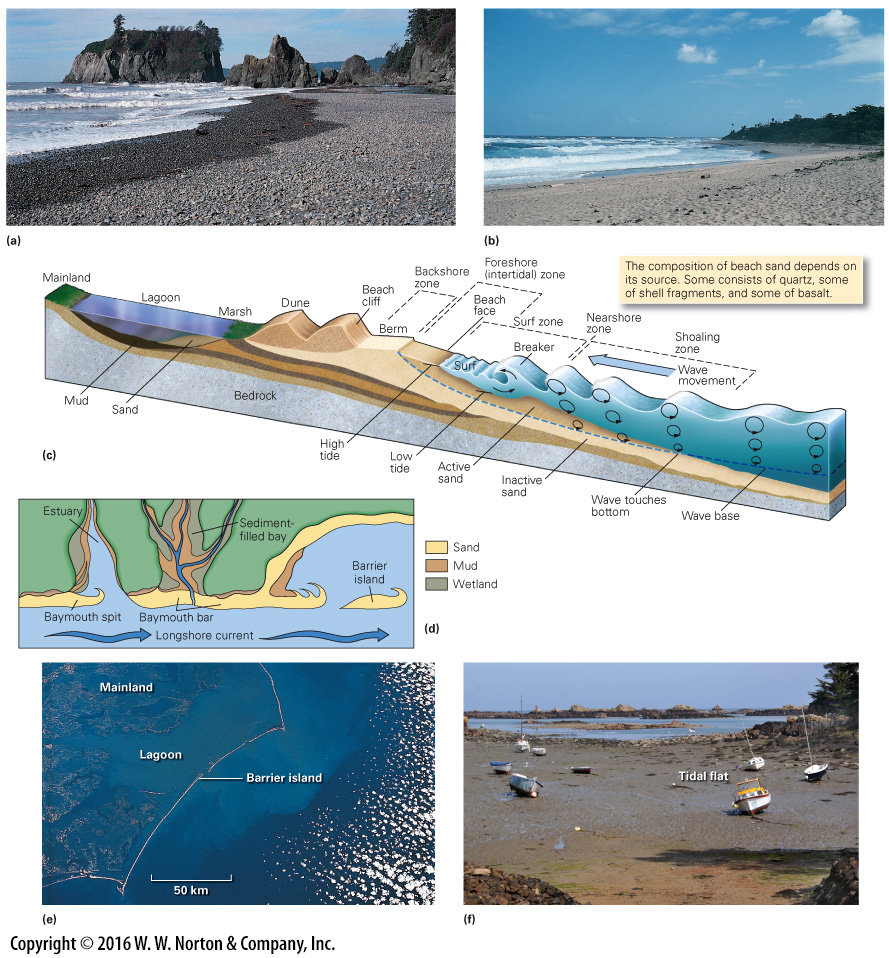 (a)
(b)
The composition of beach sand depends on
its source. Some consists of quartz, some
of shell fragments, and some of basalt.
Mainland
Lagoon
Marsh
Dune
Beach
cliff
Berm
Backshore
zone
Foreshore
(intertidal) zone
Beach
face
Surf zone
Surf
Breaker
Nearshore
zone
Shoaling
zone
Wave
movement
Mud
Sand
Bedrock
High
tide
Low
tide
Active
sand
Inactive
sand
Wave touches
bottom
Wave base
(c)
Estuary
Sediment-
filled bay
Barrier
island
Baymouth spit
Baymouth bar
Longshore current
Sand
Mud
Wetland
(d)
Mainland
Lagoon
Barrier island
50 km
(e)
Tidal flat
(f)
Copyright © 2016 W. W. Norton & Company, Inc.